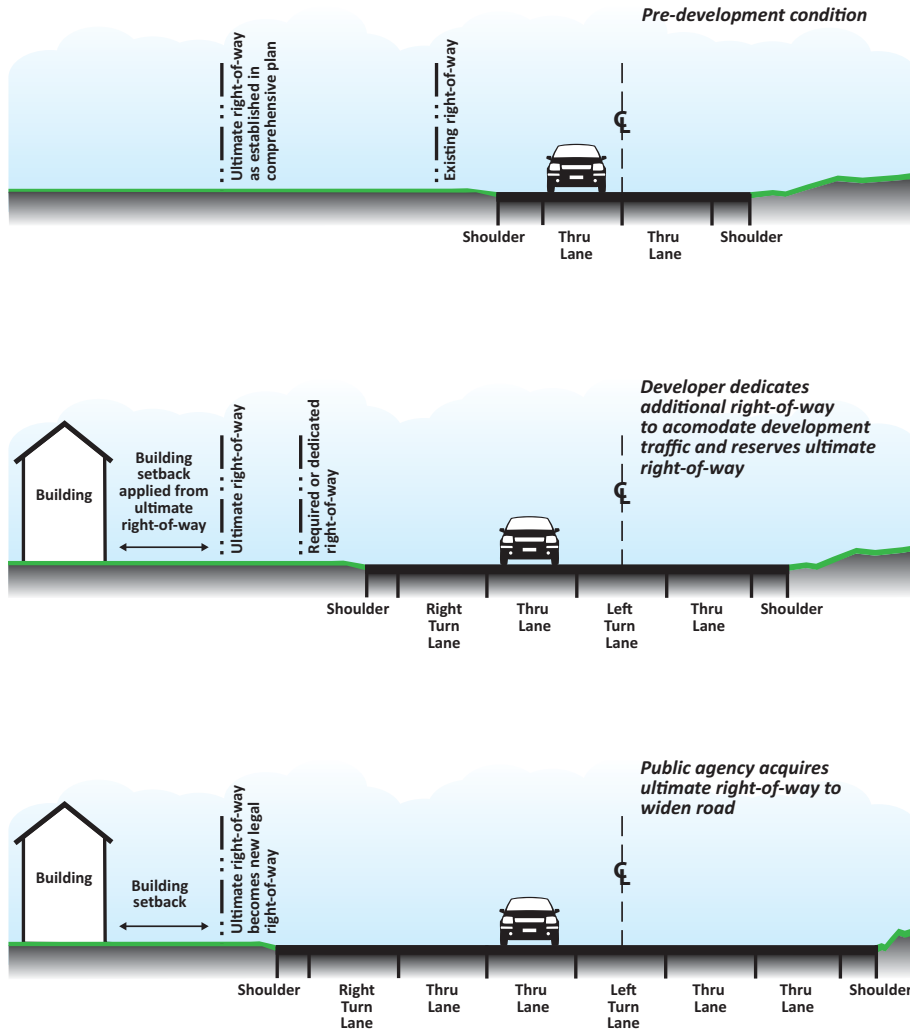 Pre-development condition
Ultimate right-of-way
as established in
comprehensive plan
Existing right-of-way
℄
Shoulder
Thru
Lane
Thru
Lane
Shoulder
Developer dedicates
additional right-of-way
to acomodate development
traffic and reserves ultimate
right-of-way
Building
Building
setback
applied from
ultimate
right-of-way
Ultimate right-of-way
Required or dedicated
right-of-way
℄
Shoulder
Right
Turn
Lane
Thru
Lane
Left
Turn
Lane
Thru
Lane
Shoulder
Public agency acquires
ultimate right-of-way to
widen road
Building
Building
setback
Ultimate right-of-way
becomes new legal
right-of-way
℄
Shoulder
Right
Turn
Lane
Thru
Lane
Thru
Lane
Left
Turn
Lane
Thru
Lane
Thru
Lane
Shoulder